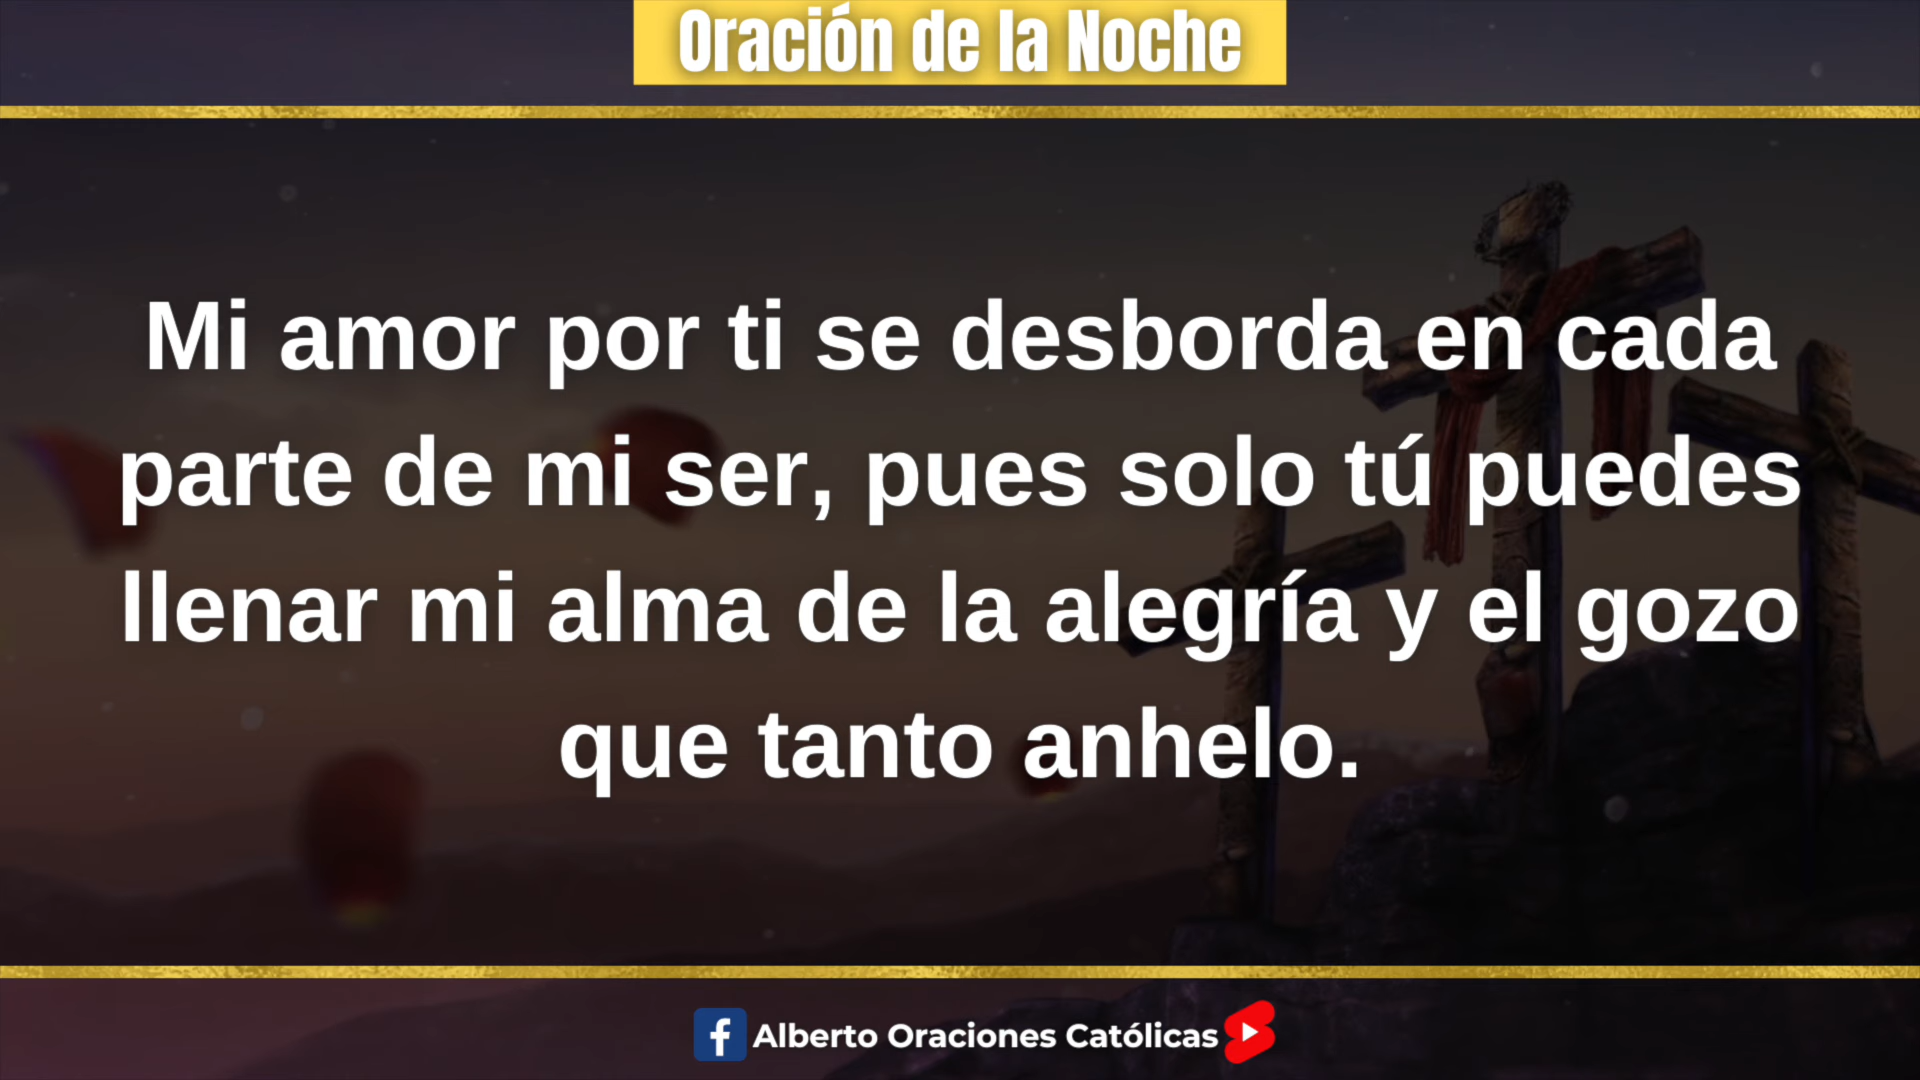 Oración de la Noche
Mi amor por ti se desborda en cada
parte de mi ser, pues solo tú puedes
llenar mi alma de la alegría y el gozo
que tanto anhelo.
Alberto Oraciones Católicas